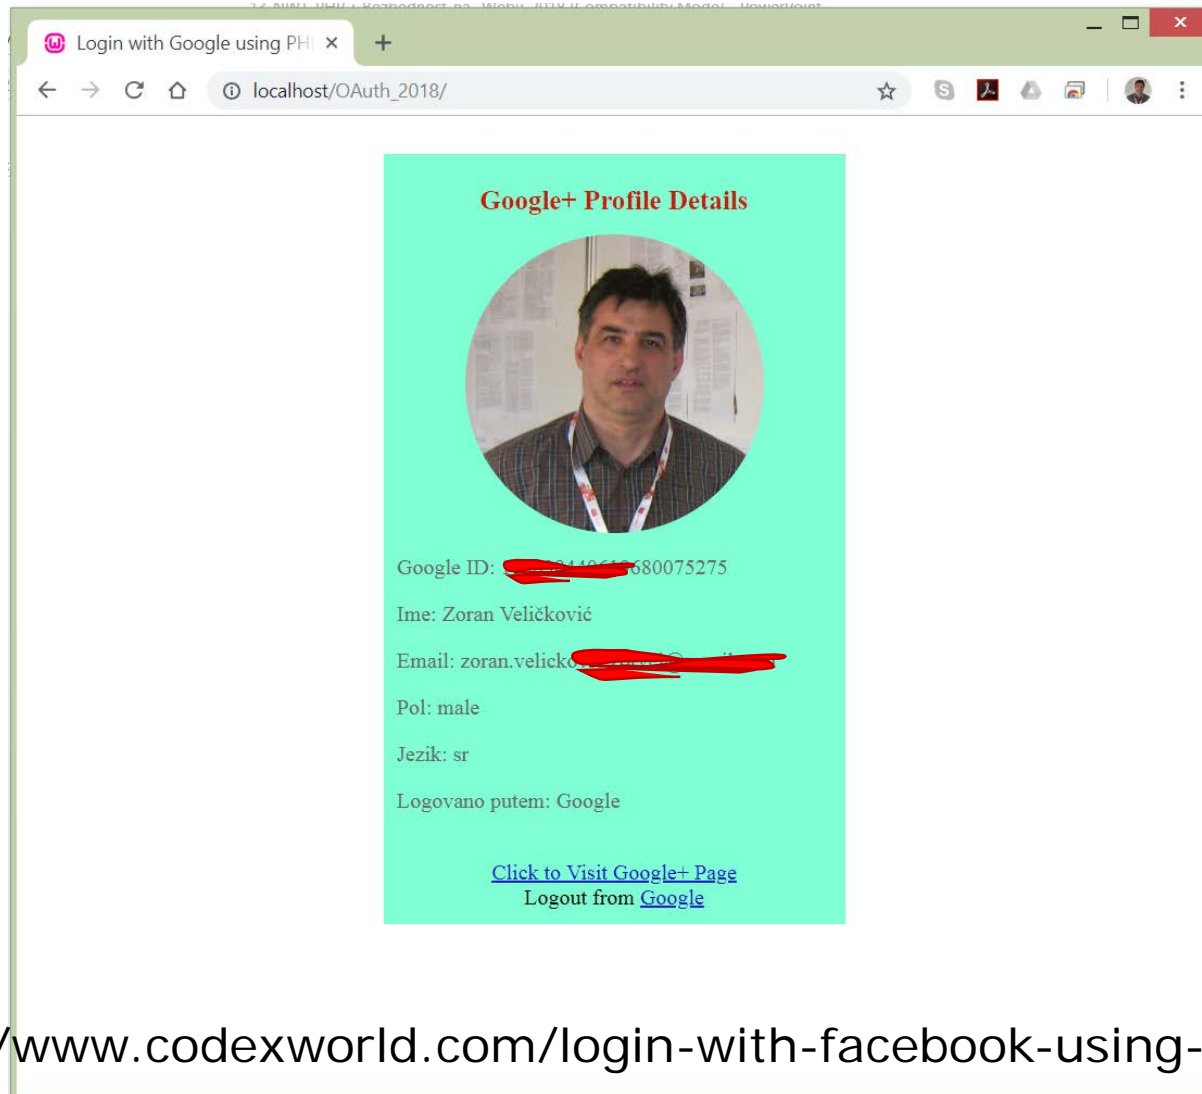 Login with Google using PH
localhost/OAuth_2018/
Google+ Profile Details
Google ID: 680075275
Ime: Zoran Veličković
Email: zoran.velicko
Pol: male
Jezik: sr
Logovano putem: Google
Click to Visit Google+ Page
Logout from Google
/www.codexworld.com/login-with-facebook-using-